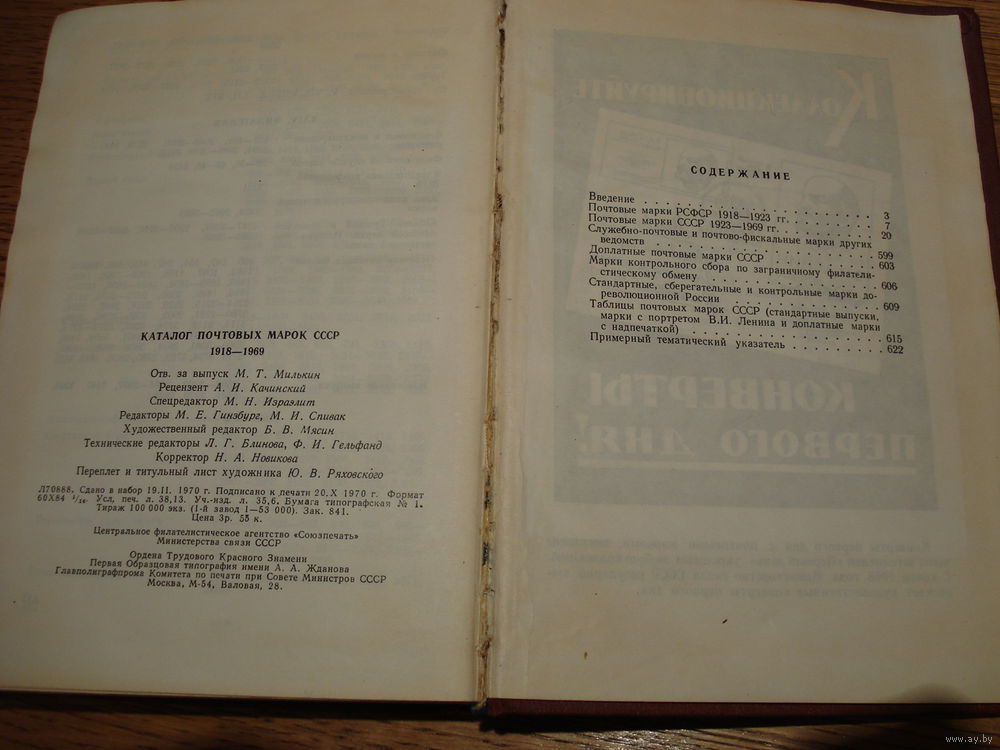 КАТАЛОГ ПОЧТОВЫХ МАРОК СССР
1918—1969
Отв. за выпуск М. Т. Милькин
Рецензент А. И. Качинский
Спецредактор М. Н. Израэлит
Редакторы М. Е. Гинзбург, М. И. Спивак
Художественный редактор Б. В. Мясин
Технические редакторы Л. Г. Блинова, Ф. И. Гельфанд
Корректор Н. А. Новикова
Переплет и титульный лист художника Ю. В. Ряховского
Л70888. Сдано в набор 19.II. 1970 г. Подписано к печати 20.X 1970 г. Формат
60X84 1/16. Усл. печ. л. 38,13. Уч.-изд. л. 35,6. Бумага типографская № 1.
Тираж 100 000 экз. (1-й завод 1—53 000). Зак. 841.
Цена 3р. 55 к.
Центральное филателистическое агентство «Союзпечать»
Министерства связи СССР
Ордена Трудового Красного Знамени
Первая Образцовая типография имени А. А. Жданова
Главполиграфпрома Комитета по печати при Совете Министров СССР
Москва, М-54, Валовая, 28.
КОЛЛЕКЦИОНИРУЙТЕ
СОДЕРЖАНИЕ
Введение . . . . . . . . . . . . . . . . . 3
Почтовые марки РСФСР 1918—1923 гг. . . . . . . . 7
Почтовые марки СССР 1923—1969 гг. . . . . . . . 20
Служебно-почтовые и почтово-фискальные марки других
ведомств . . . . . . . . . . . . . . . . 599
Доплатные почтовые марки СССР . . . . . . . . 603
Марки контрольного сбора по заграничному филатели-
стическому обмену . . . . . . . . . . . . 606
Стандартные, сберегательные и контрольные марки до-
революционной России . . . . . . . . . . . 609
Таблицы почтовых марок СССР (стандартные выпуски,
марки с портретом В.И. Ленина и доплатные марки
с надпечаткой) . . . . . . . . . . . . . . 615
Примерный тематический указатель . . . . . . . . 622
КОНВЕРТЫ
ПЕРВОГО ДНЯ!
www.ay.by